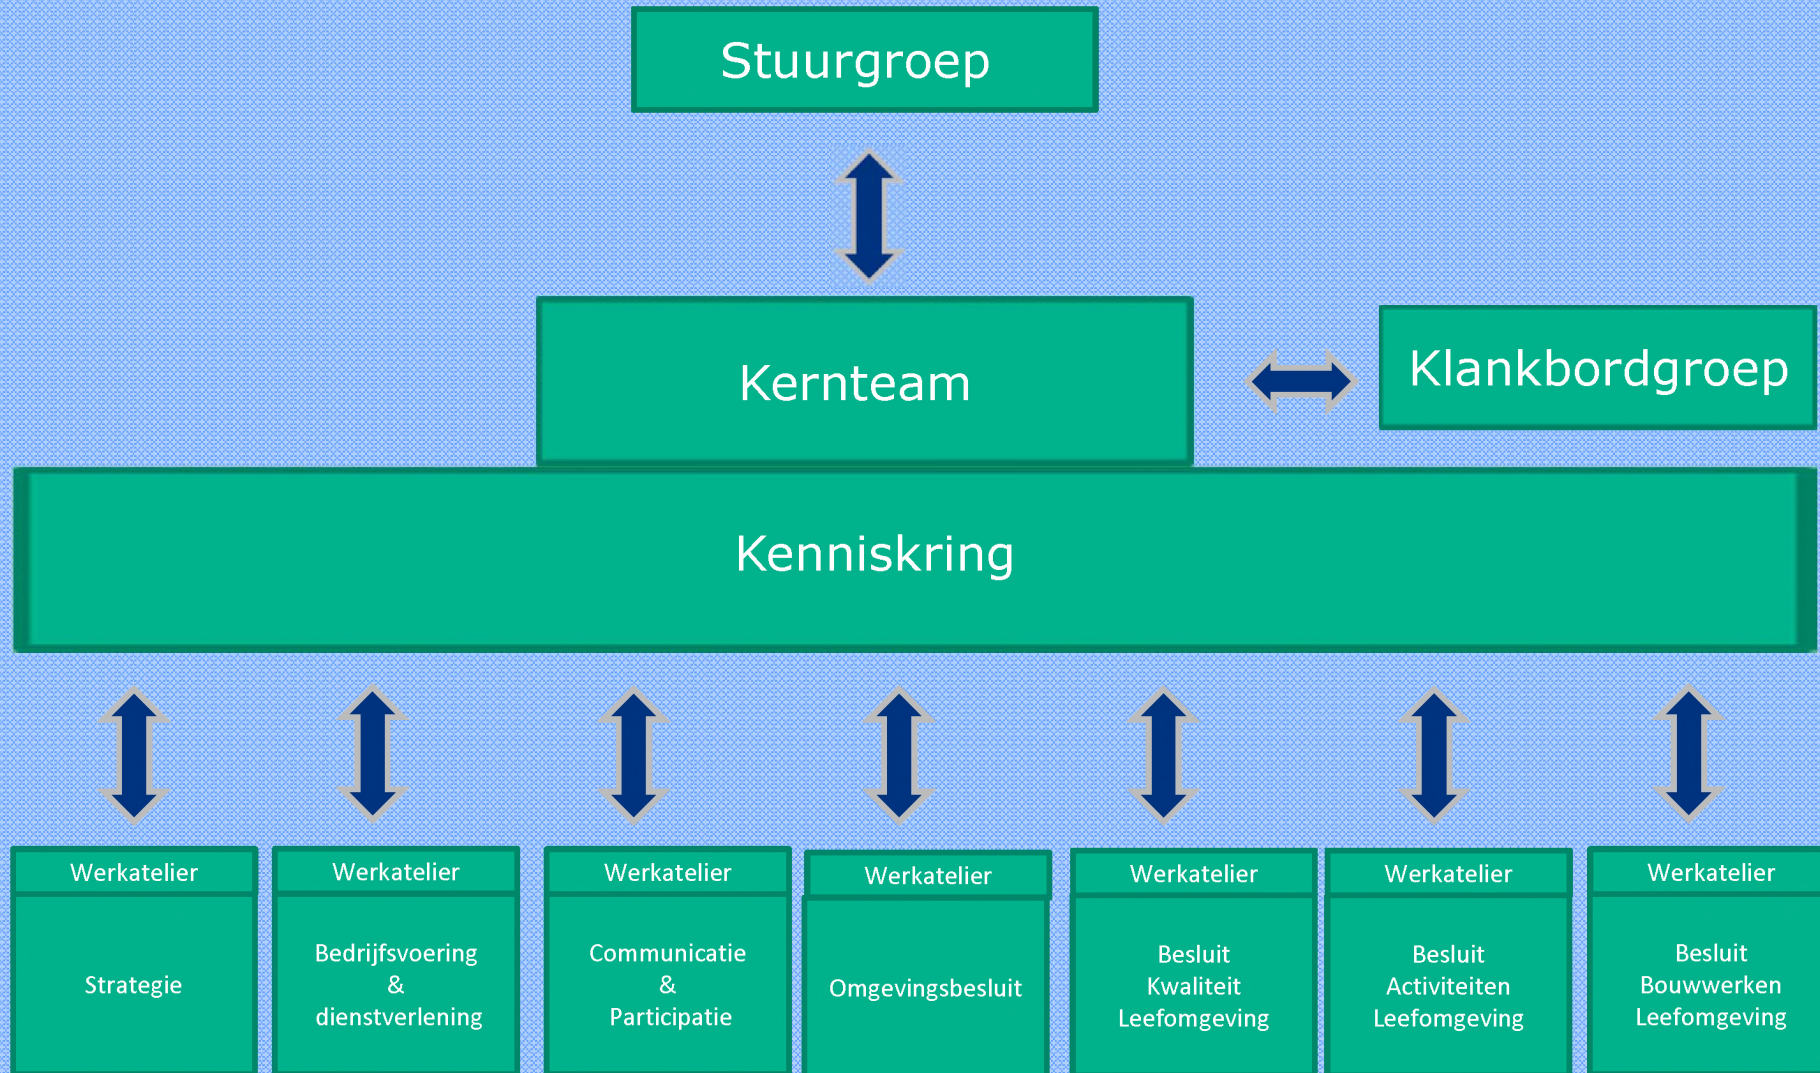 Stuurgroep
Kernteam
Klankbordgroep
Kenniskring
Werkatelier
Strategie
Werkatelier
Bedrijfsvoering
&
dienstverlening
Werkatelier
Communicatie
&
Participatie
Werkatelier
Omgevingsbesluit
Werkatelier
Besluit
Kwaliteit
Leefomgeving
Werkatelier
Besluit
Activiteiten
Leefomgeving
Werkatelier
Besluit
Bouwwerken
Leefomgeving